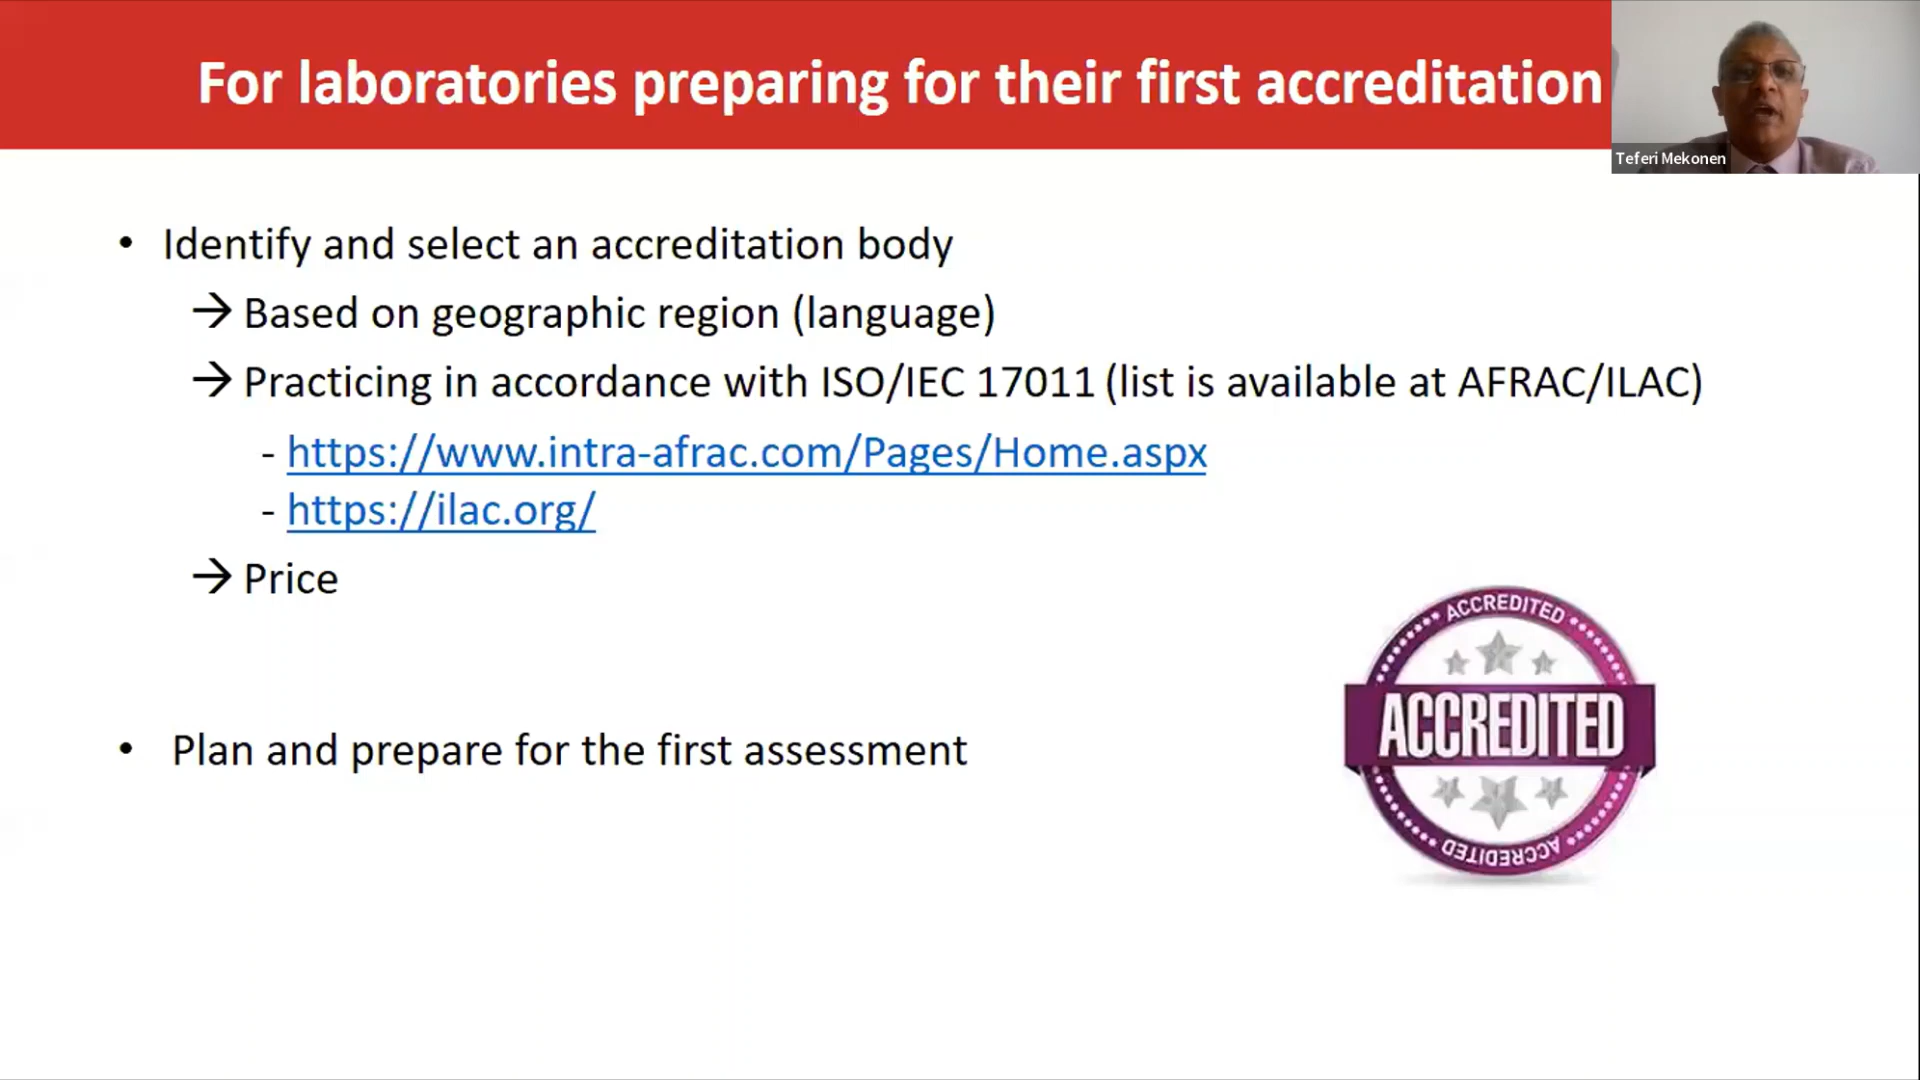 For laboratories preparing for their first accreditation
Teferi Mekonen
• Identify and select an accreditation body
→ Based on geographic region (language)
→ Practicing in accordance with ISO/IEC 17011 (list is available at AFRAC/ILAC)
- https://www.intra-afrac.com/Pages/Home.aspx
- https://ilac.org/
→ Price
• Plan and prepare for the first assessment
ACCREDITED
ACCREDITED
ACCREDITED